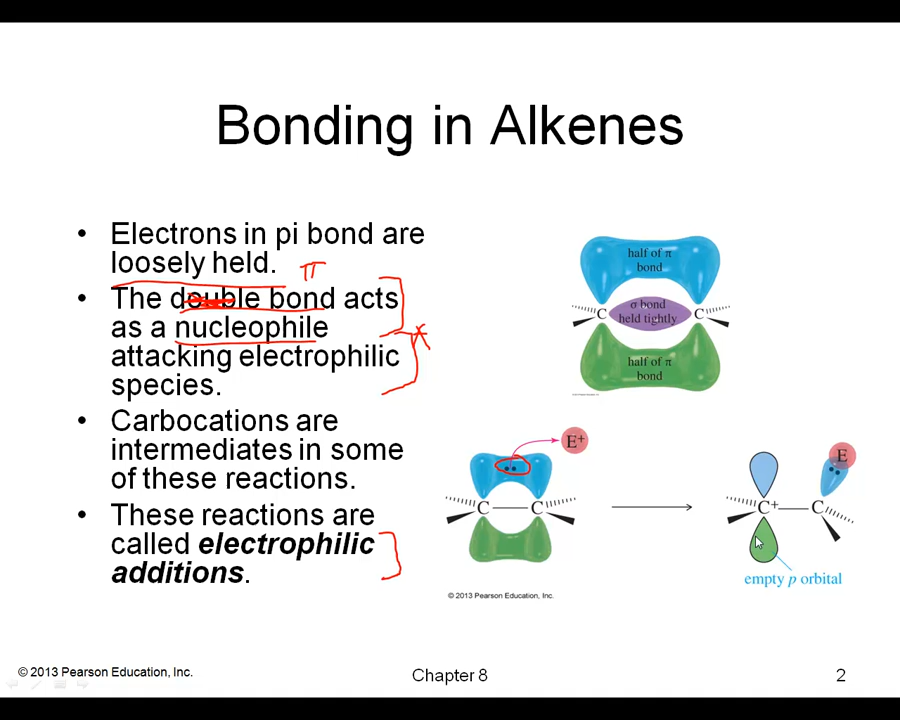 Bonding in Alkenes
• Electrons in pi bond are
loosely held.
π
• The double bond acts
as a nucleophile
attacking electrophilic
species.
• Carbocations are
intermediates in some
of these reactions.
• These reactions are
called electrophilic
additions.
half of π
bond
σ bond
held tightly
C
C
half of π
bond
E+
C
C
E
C+
C
empty p orbital
© 2013 Pearson Education, Inc.
© 2013 Pearson Education, Inc.
Chapter 8
2